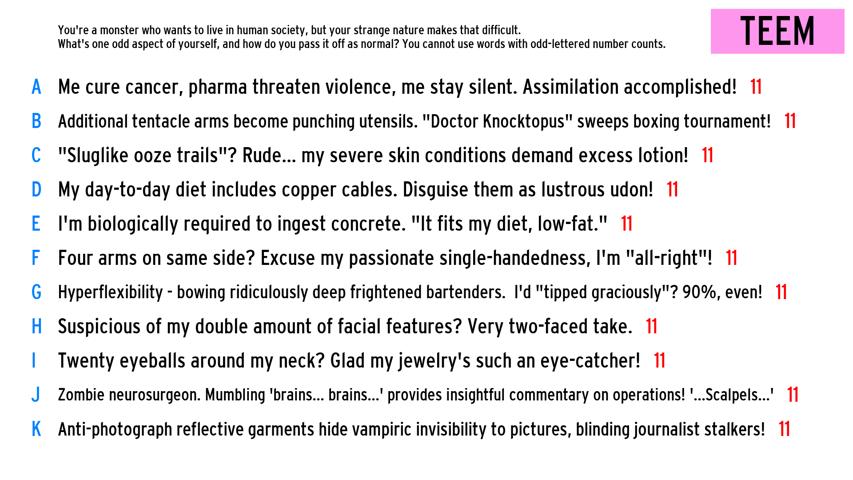 You're a monster who wants to live in human society, but your strange nature makes that difficult.
What's one odd aspect of yourself, and how do you pass it off as normal? You cannot use words with odd-lettered number counts.
TEEM
A Me cure cancer, pharma threaten violence, me stay silent. Assimilation accomplished! 11
B Additional tentacle arms become punching utensils. "Doctor Knocktopus" sweeps boxing tournament! 11
C "Sluglike ooze trails"? Rude... my severe skin conditions demand excess lotion! 11
D My day-to-day diet includes copper cables. Disguise them as lustrous udon! 11
E I'm biologically required to ingest concrete. "It fits my diet, low-fat." 11
F Four arms on same side? Excuse my passionate single-handedness, I'm "all-right"! 11
G Hyperflexibility - bowing ridiculously deep frightened bartenders. I'd "tipped graciously"? 90%, even! 11
H Suspicious of my double amount of facial features? Very two-faced take. 11
I Twenty eyeballs around my neck? Glad my jewelry's such an eye-catcher! 11
J Zombie neurosurgeon. Mumbling 'brains... brains...' provides insightful commentary on operations! '...Scalpels...' 11
K Anti-photograph reflective garments hide vampiric invisibility to pictures, blinding journalist stalkers! 11